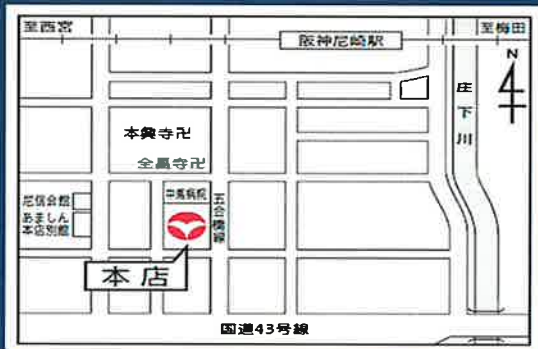 至西宮
阪神尼崎駅
至梅田
N
庄下川
本興寺卍
全昌寺卍
尼信会館
あましん
本店別館
中馬病院
五合橋線
本店
国道43号線